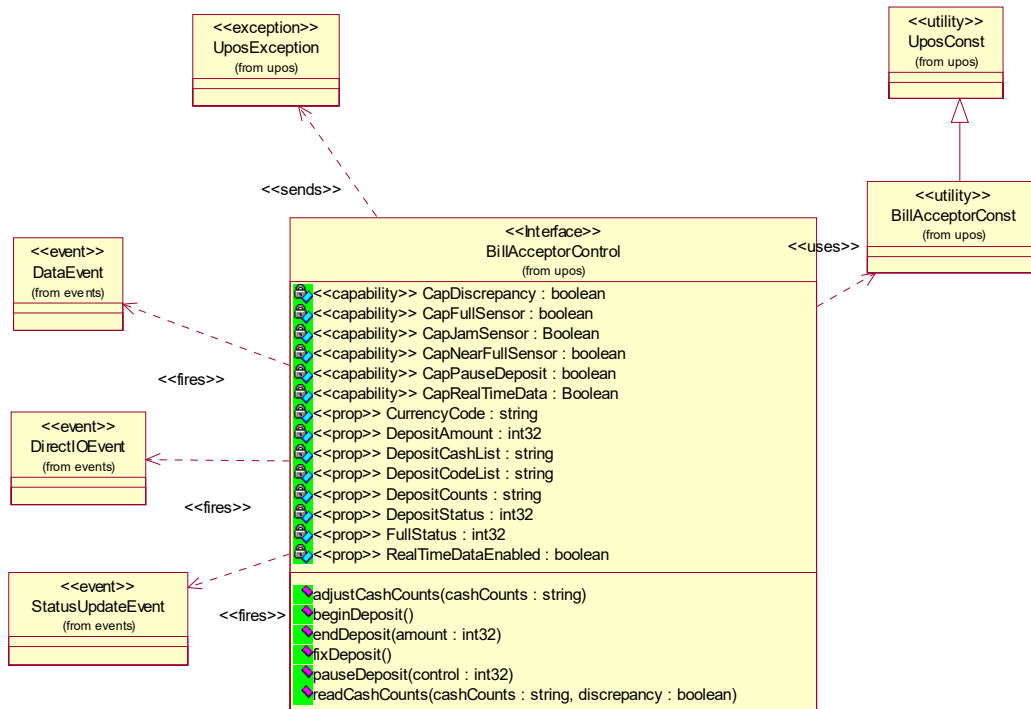 <<exception>>
UposException
(from upos)
<<utility>>
UposConst
(from upos)
<<sends>>
<<utility>>
BillAcceptorConst
(from upos)
<<uses>>
<<event>>
DataEvent
(from events)
<<fires>>
<<event>>
DirectIOEvent
(from events)
<<fires>>
<<event>>
StatusUpdateEvent
(from events)
<<fires>>
<<Interface>>
BillAcceptorControl
(from upos)
<<capability>> CapDiscrepancy : boolean
<<capability>> CapFullSensor : boolean
<<capability>> CapJamSensor : Boolean
<<capability>> CapNearFullSensor : boolean
<<capability>> CapPauseDeposit : boolean
<<capability>> CapRealTimeData : Boolean
<<prop>> CurrencyCode : string
<<prop>> DepositAmount : int32
<<prop>> DepositCashList : string
<<prop>> DepositCodeList : string
<<prop>> DepositCounts : string
<<prop>> DepositStatus : int32
<<prop>> FullStatus : int32
<<prop>> RealTimeDataEnabled : boolean
adjustCashCounts(cashCounts : string)
beginDeposit()
endDeposit(amount : int32)
fixDeposit()
pauseDeposit(control : int32)
readCashCounts(cashCounts : string, discrepancy : boolean)